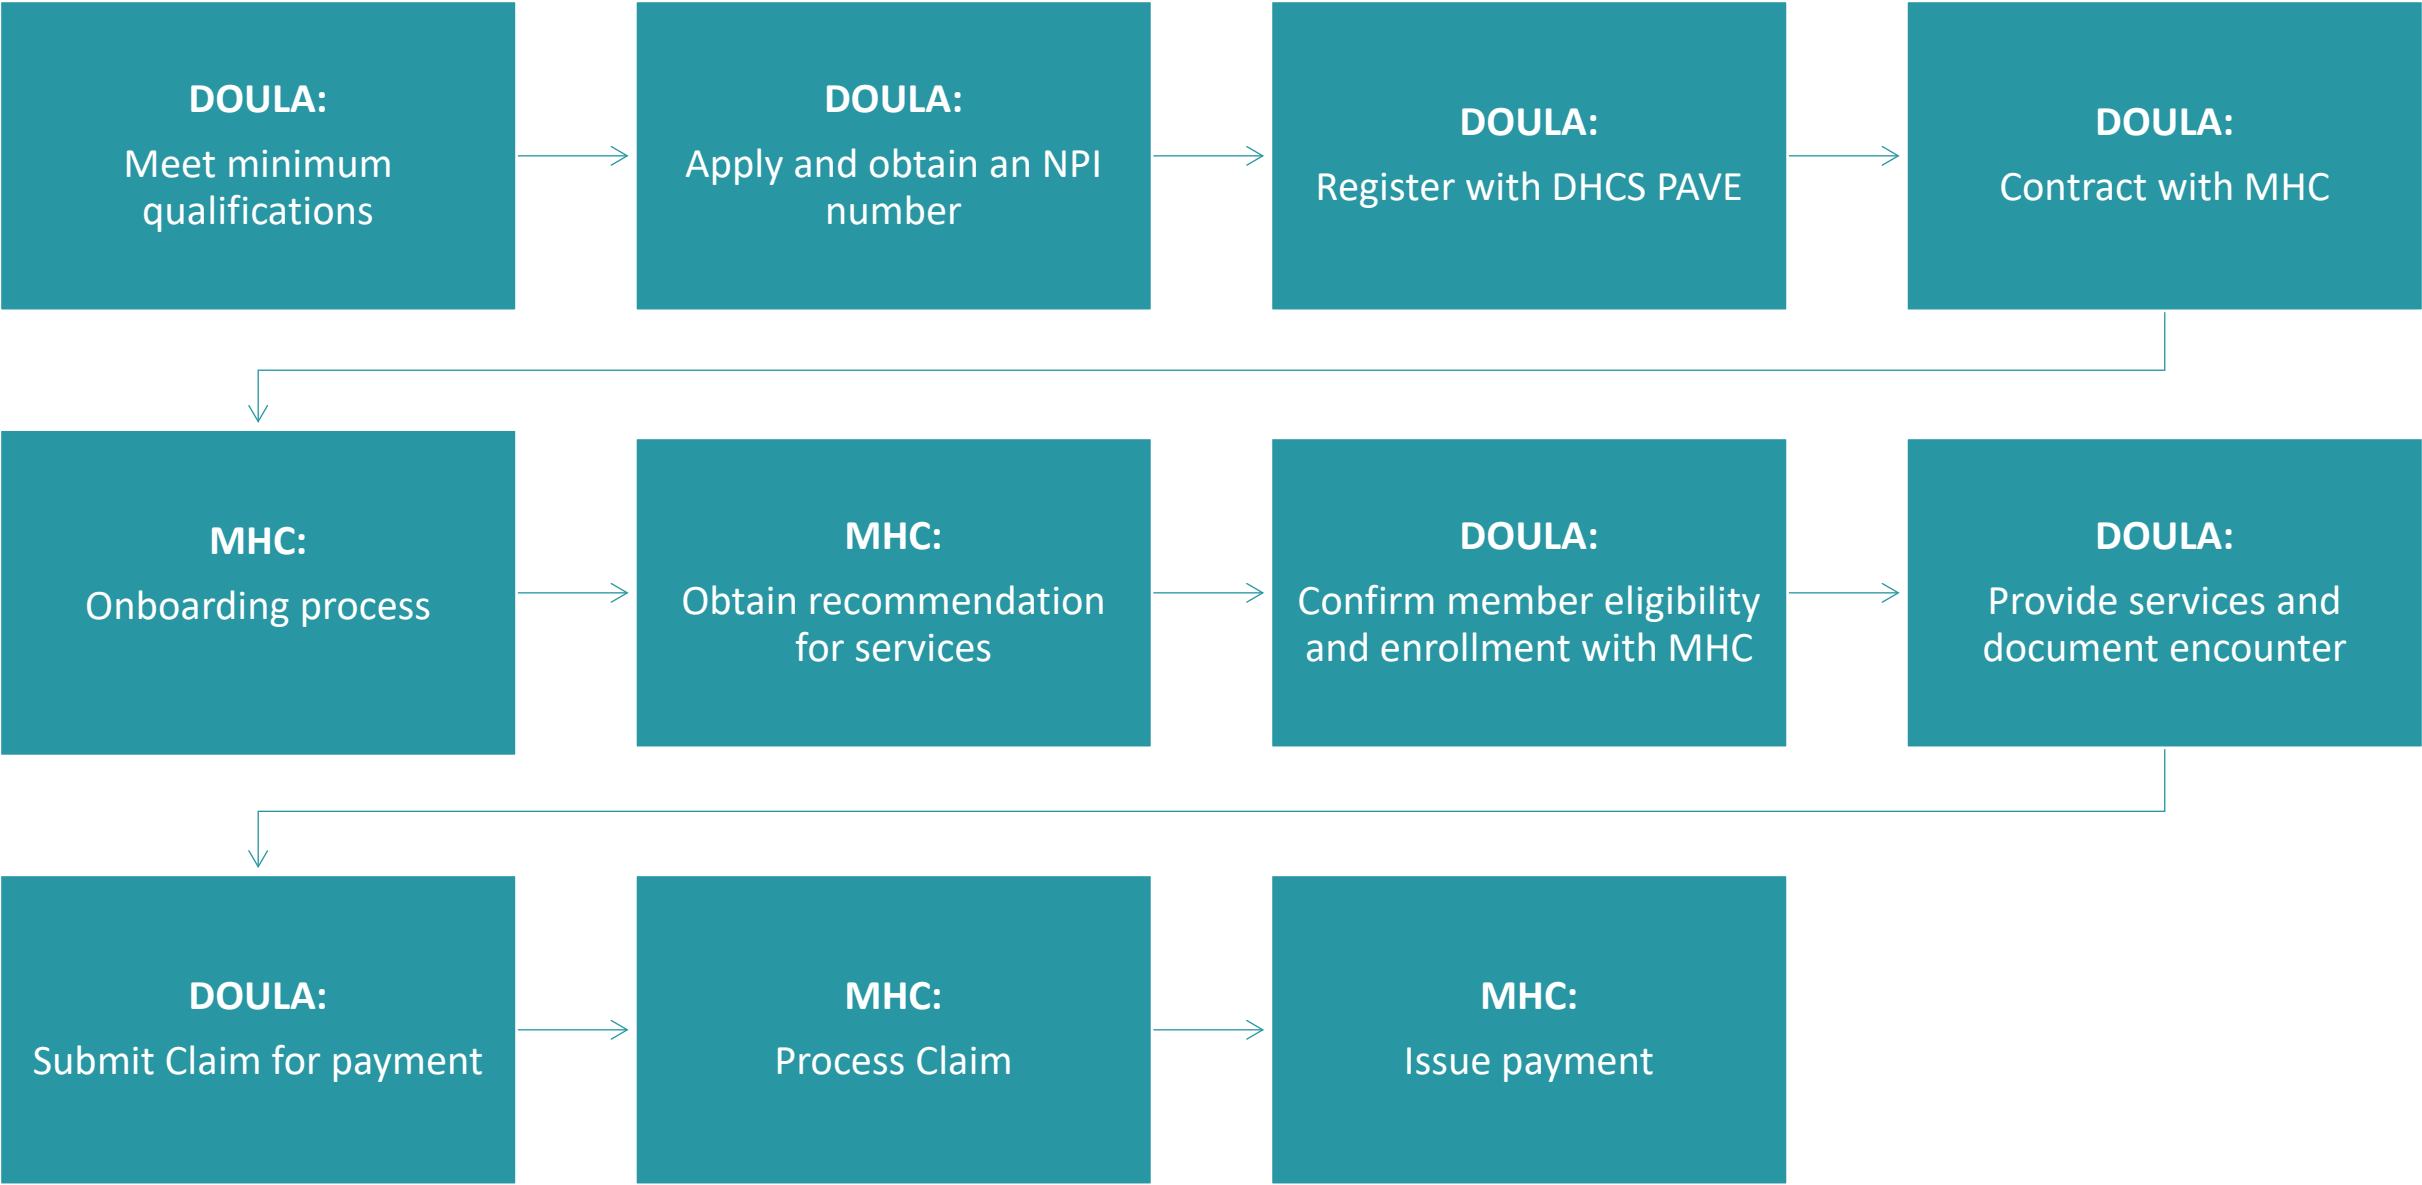 DOULA:
Meet minimum
qualifications
DOULA:
Apply and obtain an NPI
number
DOULA:
Register with DHCS PAVE
DOULA:
Contract with MHC
MHC:
Onboarding process
MHC:
Obtain recommendation
for services
DOULA:
Confirm member eligibility
and enrollment with MHC
DOULA:
Provide services and
document encounter
DOULA:
Submit Claim for payment
MHC:
Process Claim
MHC:
Issue payment